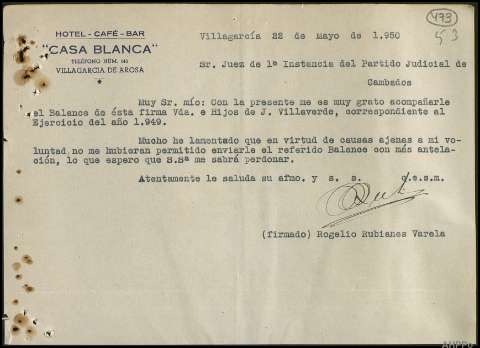 HOTEL - CAFÉ - BAR
"CASA BLANCA"
TELÉFONO NÚM. 143
VILLAGARCIA DE AROSA
473
53
Villagarcía 22 de Mayo de 1.950
Sr. Juez de 1ª Instancia del Partido Judicial de
Cambados
Muy Sr. mío: Con la presente me es muy grato acompañarle
el Balance de ésta firma Vda. e Hijos de J. Villaverde, correspondiente al
Ejercicio del año 1.949.
Mucho he lamentado que en virtud de causas ajenas a mi vo-
luntad no me hubieran permitido enviarle el referido Balance con más antela-
ción, lo que espero que S.Sª me sabrá perdonar.
Atentamente le saluda su afmo. y s. s. q.e.s.m.
(firmado) Rogelio Rubianes Varela
AHPPo